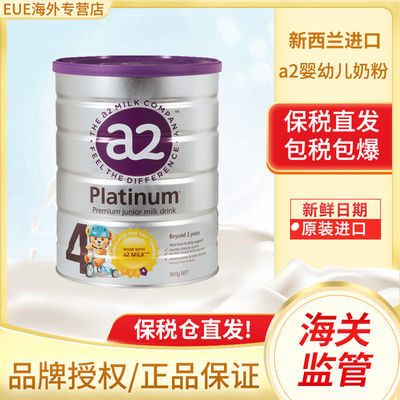 EUE海外专营店
新西兰进口
a2婴幼儿奶粉
保税直发
包税包爆
新鲜日期
原装进口
THE a2 MILK COMPANY™
a2
FEEL THE DIFFERENCE
Platinum™
Premium junior milk drink
4
Beyond 3 years
MADE WITH
a2 MILK™
900g NET
保税仓直发!
海关
监管
品牌授权/正品保证